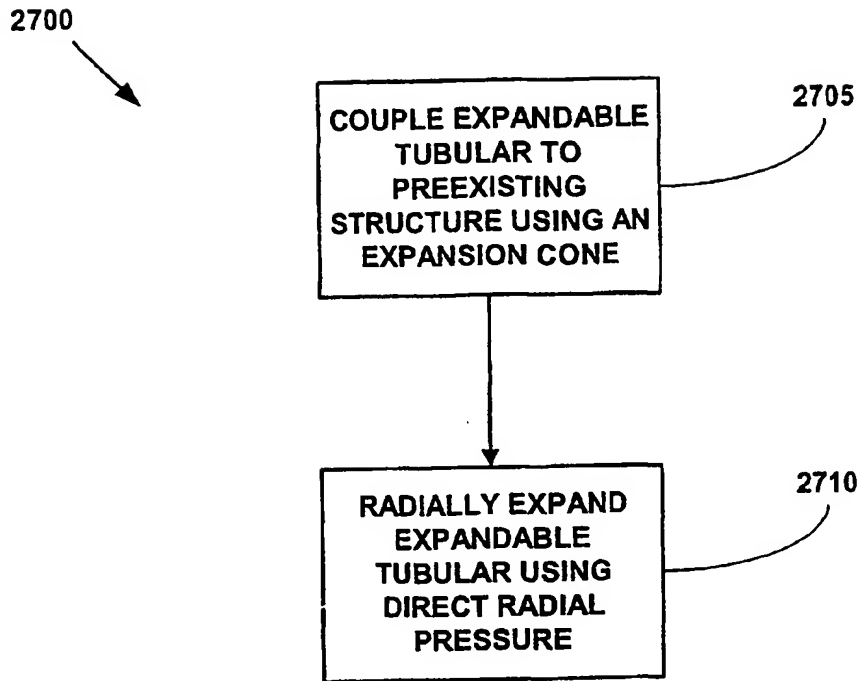 2700
2705
COUPLE EXPANDABLE
TUBULAR TO
PREEXISTING
STRUCTURE USING AN
EXPANSION CONE
2710
RADIALLY EXPAND
EXPANDABLE
TUBULAR USING
DIRECT RADIAL
PRESSURE